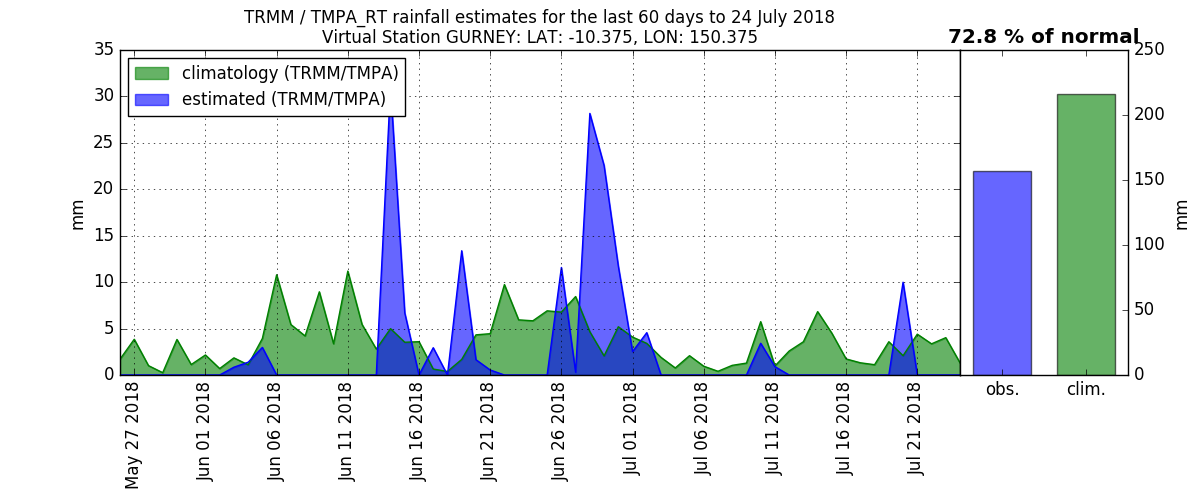 TRMM / TMPA_RT rainfall estimates for the last 60 days to 24 July 2018
Virtual Station GURNEY: LAT: -10.375, LON: 150.375
72.8 % of normal
climatology (TRMM/TMPA)
estimated (TRMM/TMPA)
35
30
25
20
15
10
5
0
mm
May 27 2018
Jun 01 2018
Jun 06 2018
Jun 11 2018
Jun 16 2018
Jun 21 2018
Jun 26 2018
Jul 01 2018
Jul 06 2018
Jul 11 2018
Jul 16 2018
Jul 21 2018
obs.
clim.
250
200
150
100
50
0
mm